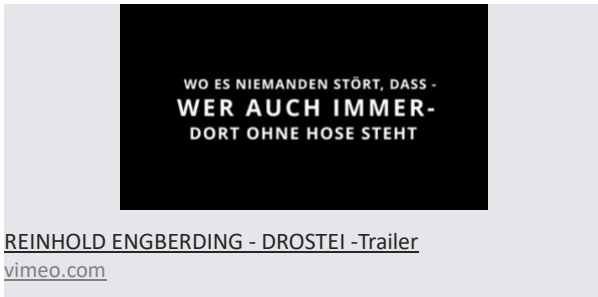 WO ES NIEMANDEN STÖRT, DASS -
WER AUCH IMMER-
DORT OHNE HOSE STEHT
REINHOLD ENGBERDING - DROSTEI -Trailer
vimeo.com